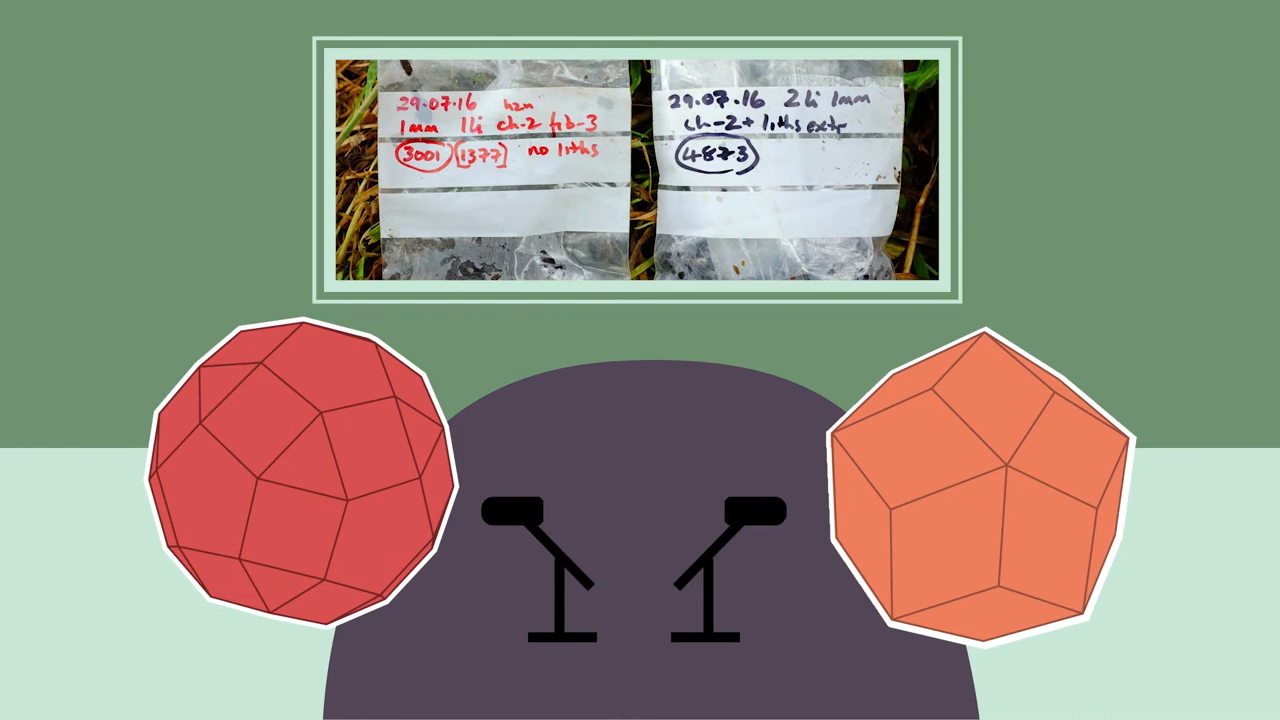 29.07.16 hzn
1mm 1li ch-2 fib-3
3001 [1377] no liths
29.07.16 2li 1mm
ch-2+ liths extr
4873